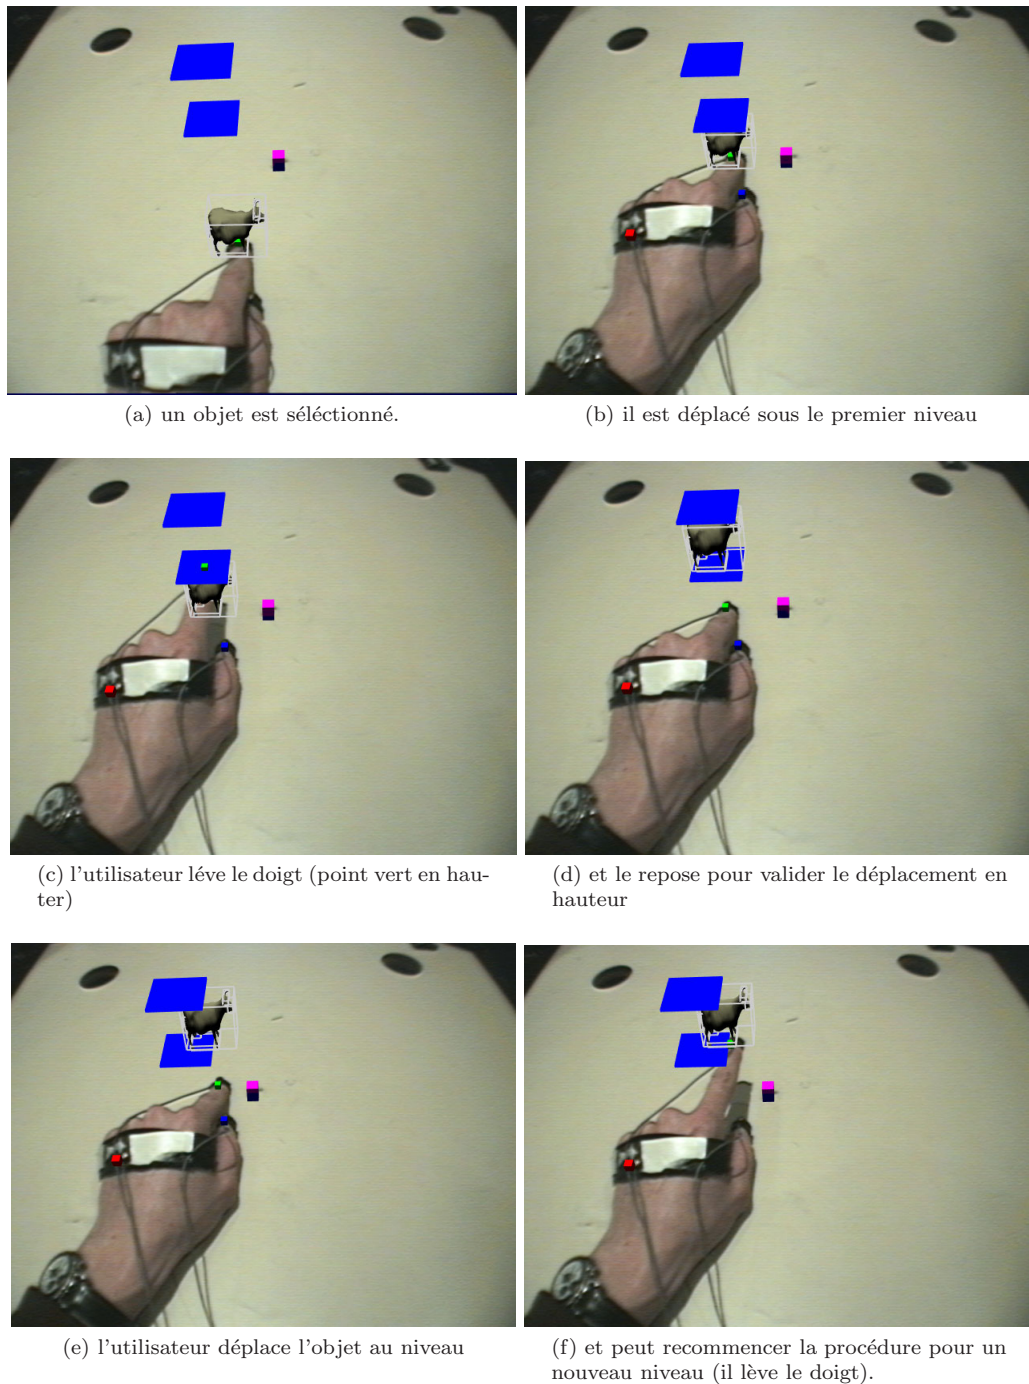 (a) un objet est séléctionné.
(b) il est déplacé sous le premier niveau
(c) l'utilisateur léve le doigt (point vert en hau-
ter)
(d) et le repose pour valider le déplacement en
hauteur
(e) l'utilisateur déplace l'objet au niveau
(f) et peut recommencer la procédure pour un
nouveau niveau (il lève le doigt).